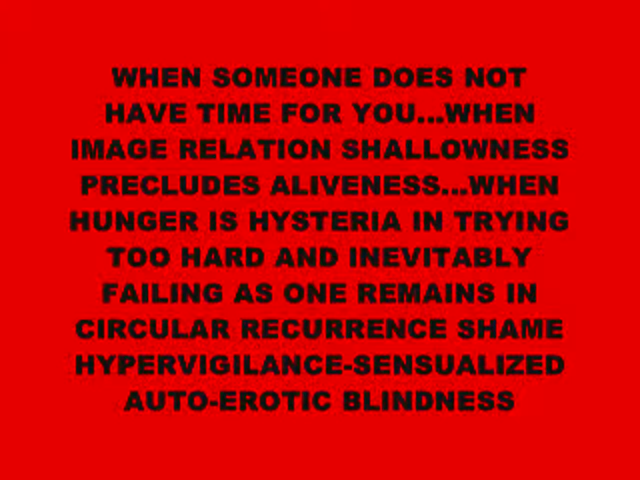 WHEN SOMEONE DOES NOT
HAVE TIME FOR YOU...WHEN
IMAGE RELATION SHALLOWNESS
PRECLUDES ALIVENESS...WHEN
HUNGER IS HYSTERIA IN TRYING
TOO HARD AND INEVITABLY
FAILING AS ONE REMAINS IN
CIRCULAR RECURRENCE SHAME
HYPERVIGILANCE-SENSUALIZED
AUTO-EROTIC BLINDNESS